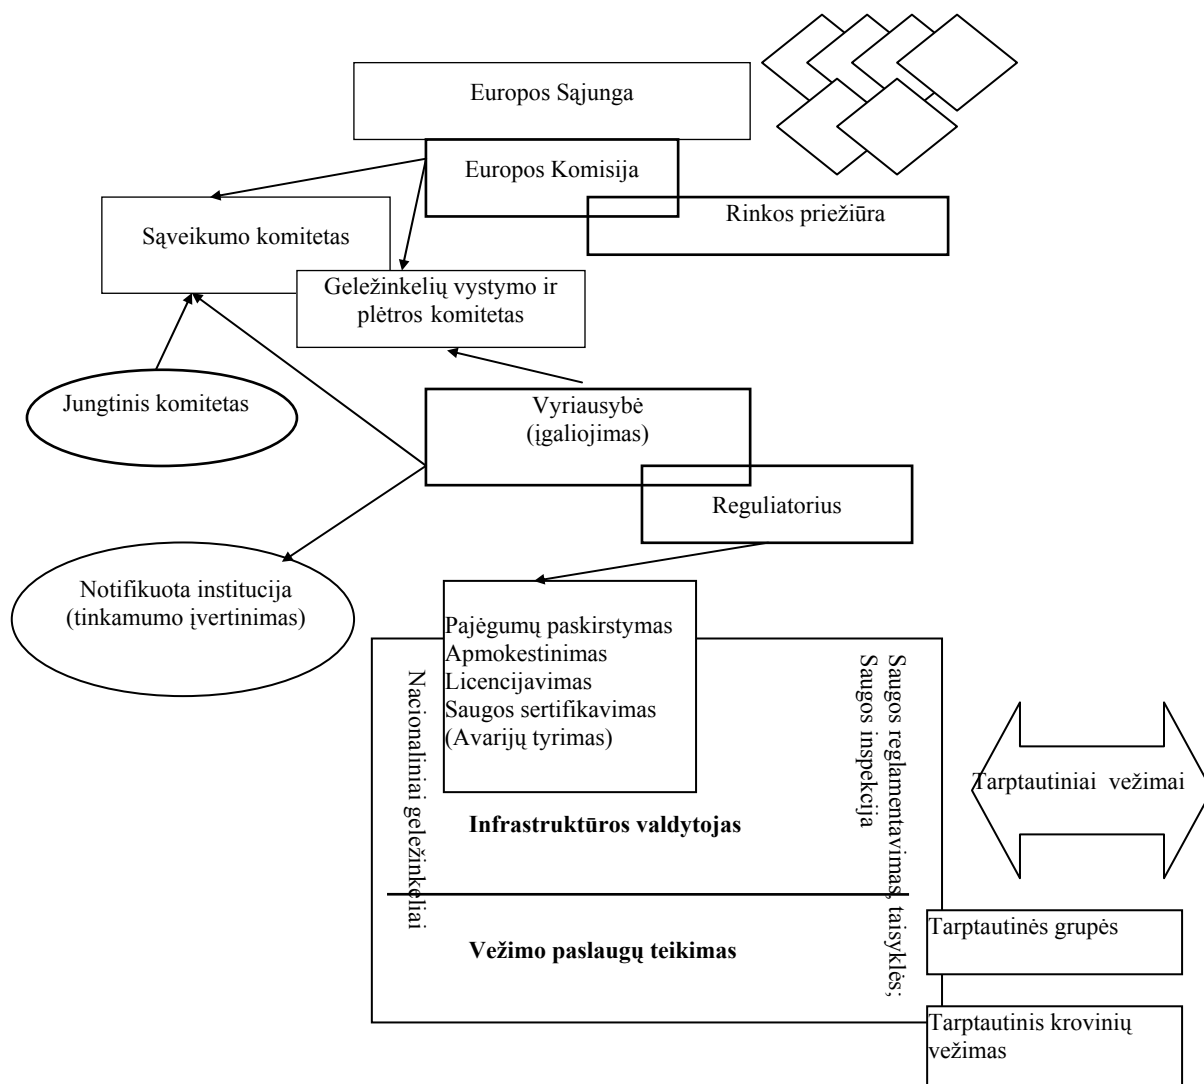 Europos Sąjunga
Europos Komisija
Rinkos priežiūra
Sąveikumo komitetas
Geležinkelių vystymo ir
plėtros komitetas
Jungtinis komitetas
Vyriausybė
(įgaliojimas)
Reguliatorius
Notifikuota institucija
(tinkamumo įvertinimas)
Pajėgumų paskirstymas
Apmokestinimas
Licencijavimas
Saugos sertifikavimas
(Avarijų tyrimas)
Nacionaliniai geležinkeliai
Saugos reglamentavimas, taisyklės;
Saugos inspekcija
Infrastruktūros valdytojas
Vežimo paslaugų teikimas
Tarptautiniai vežimai
Tarptautinės grupės
Tarptautinis krovinių
vežimas